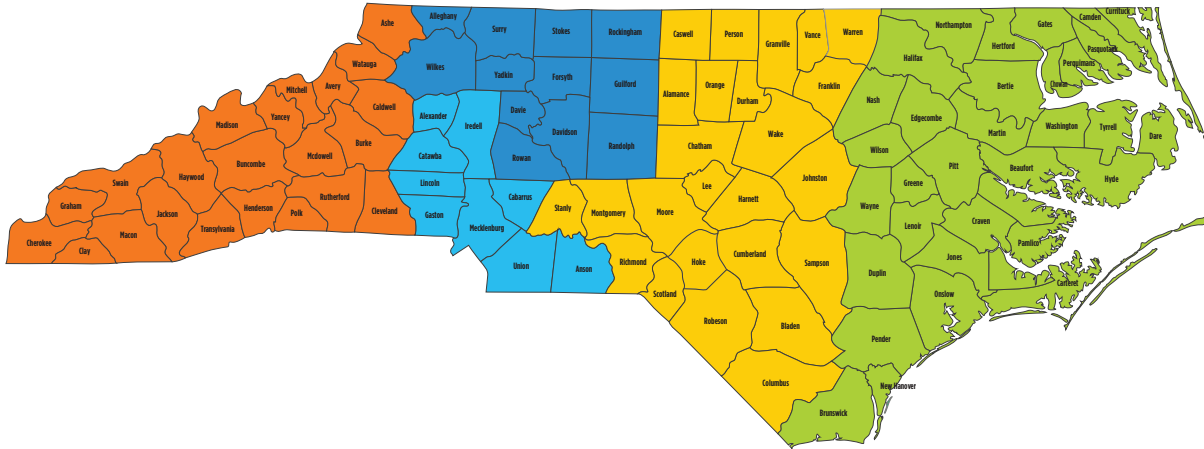 Ashe
Alleghany
Surry
Stokes
Rockingham
Caswell
Person
Granville
Vance
Warren
Northampton
Gates
Camden
Currituck
Hertford
Pasquotank
Perquimans
Chowan
Halifax
Bertie
Watauga
Wilkes
Yadkin
Forsyth
Guilford
Alamance
Orange
Durham
Franklin
Nash
Edgecombe
Martin
Washington
Tyrrell
Dare
Mitchell
Avery
Yancey
Caldwell
Alexander
Iredell
Davie
Davidson
Randolph
Chatham
Wake
Wilson
Pitt
Beaufort
Hyde
Madison
Buncombe
Mcdowell
Burke
Catawba
Rowan
Lincoln
Lee
Johnston
Greene
Wayne
Swain
Haywood
Rutherford
Cleveland
Gaston
Cabarrus
Stanly
Montgomery
Moore
Harnett
Lenoir
Craven
Pamlico
Graham
Jackson
Henderson
Polk
Transylvania
Mecklenburg
Cherokee
Macon
Clay
Union
Anson
Richmond
Hoke
Cumberland
Sampson
Duplin
Jones
Onslow
Carteret
Scotland
Robeson
Bladen
Pender
Columbus
New Hanover
Brunswick